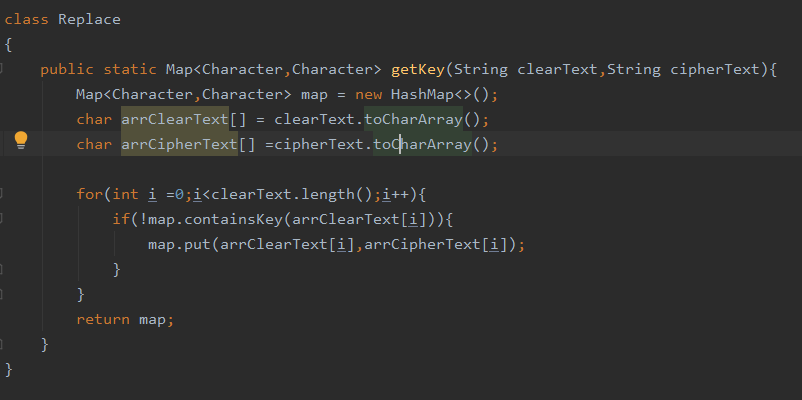 class Replace
{
    public static Map<Character,Character> getKey(String clearText,String cipherText){
        Map<Character,Character> map = new HashMap<>();
        char arrClearText[] = clearText.toCharArray();
        char arrCipherText[] =cipherText.toCharArray();

        for(int i =0;i<clearText.length();i++){
            if(!map.containsKey(arrClearText[i])){
                map.put(arrClearText[i],arrCipherText[i]);
            }
        }
        return map;
    }
}